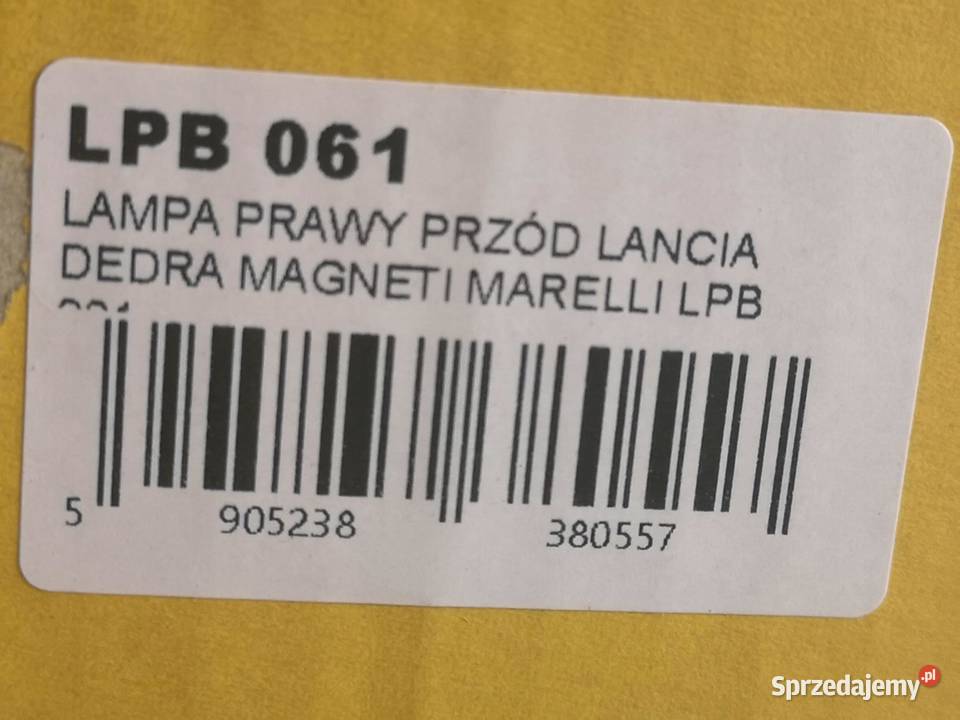 LPB 061
LAMPA PRAWY PRZÓD LANCIA
DEDRA MAGNETI MARELLI LPB
5 905238 380557
Sprzedajemy.pl